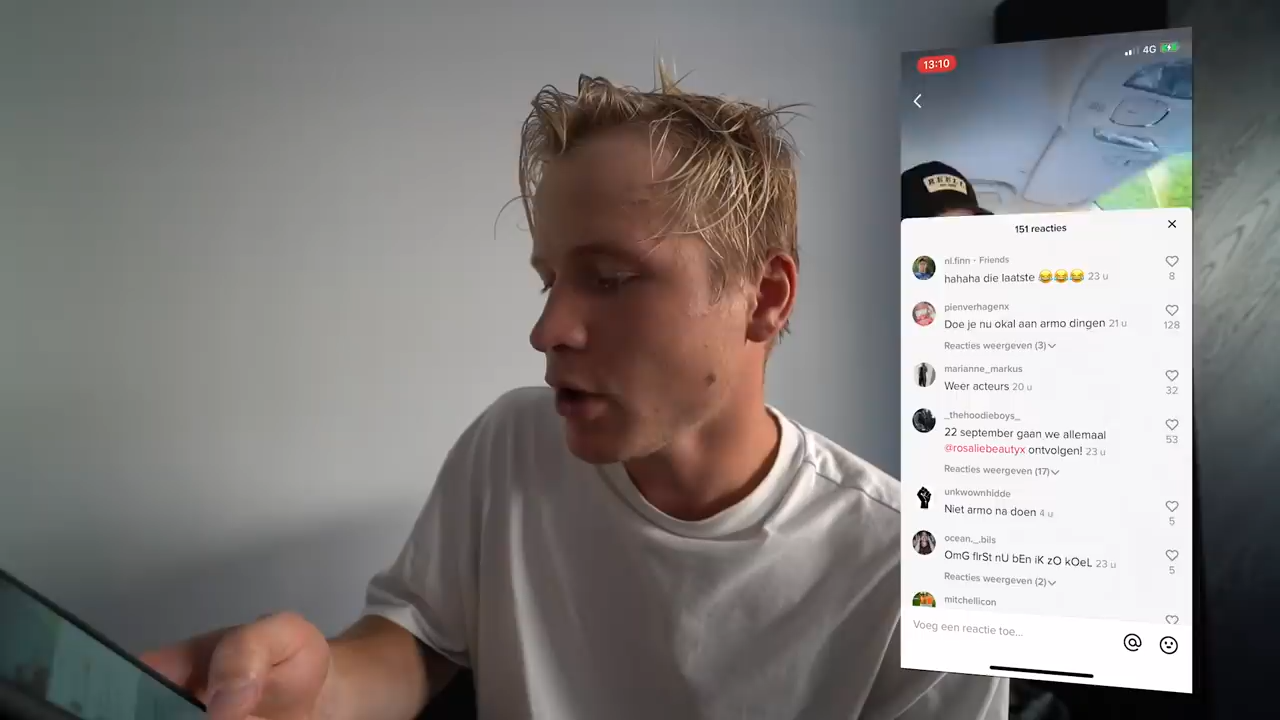 13:10
4G
REELL
151 reacties
nl.finn · Friends
hahaha die laatste 😂😂😂 23 u
8
pienverhagenx
Doe je nu okal aan armo dingen 21 u
128
Reacties weergeven (3)
marianne_markus
Weer acteurs 20 u
32
_thehoodieboys_
22 september gaan we allemaal
@rosaliebeautyx ontvolgen! 23 u
53
Reacties weergeven (17)
unkwownhidde
Niet armo na doen 4 u
5
ocean._.bils
OmG fIrSt nU bEn iK zO kOeL 23 u
5
Reacties weergeven (2)
mitchellicon
Voeg een reactie toe...